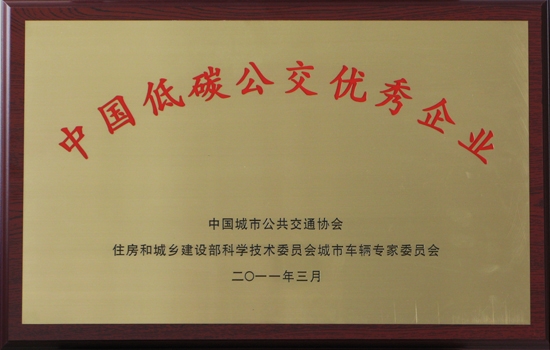 中国低碳公交优秀企业
中国城市公共交通协会
住房和城乡建设部科学技术委员会城市车辆专家委员会
二〇一一年三月